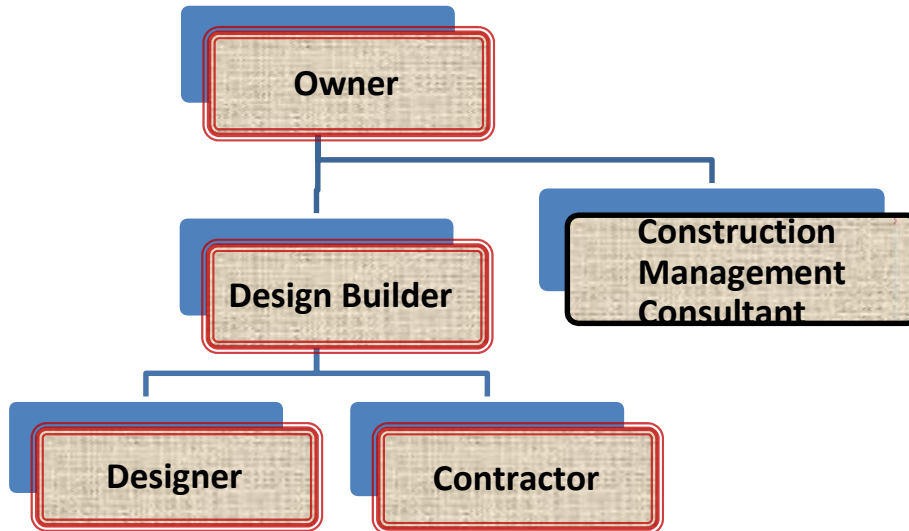 Owner
Construction
Management
Consultant
Design Builder
Designer
Contractor